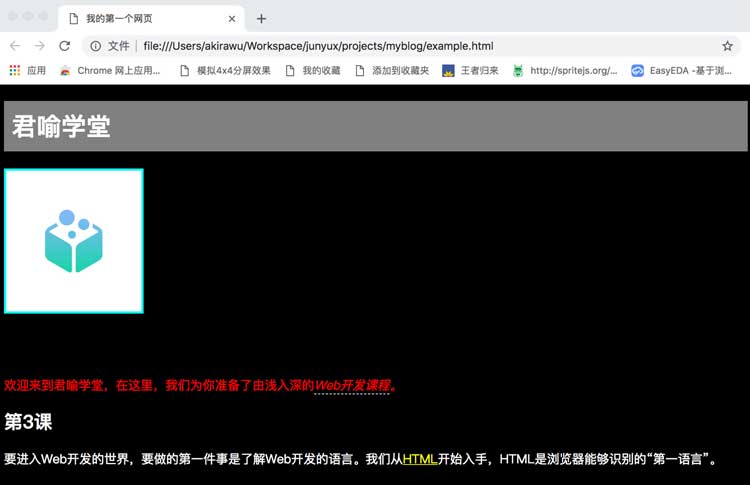 我的第一个网页
文件 file:///Users/akirawu/Workspace/junyux/projects/myblog/example.html
应用 Chrome 网上应用... 模拟4x4分屏效果 我的收藏 添加到收藏夹 王者归来 http://spritejs.org/... EasyEDA -基于浏...
君喻学堂
欢迎来到君喻学堂，在这里，我们为你准备了由浅入深的Web开发课程。
第3课
要进入Web开发的世界，要做的第一件事是了解Web开发的语言。我们从HTML开始入手，HTML是浏览器能够识别的“第一语言”。